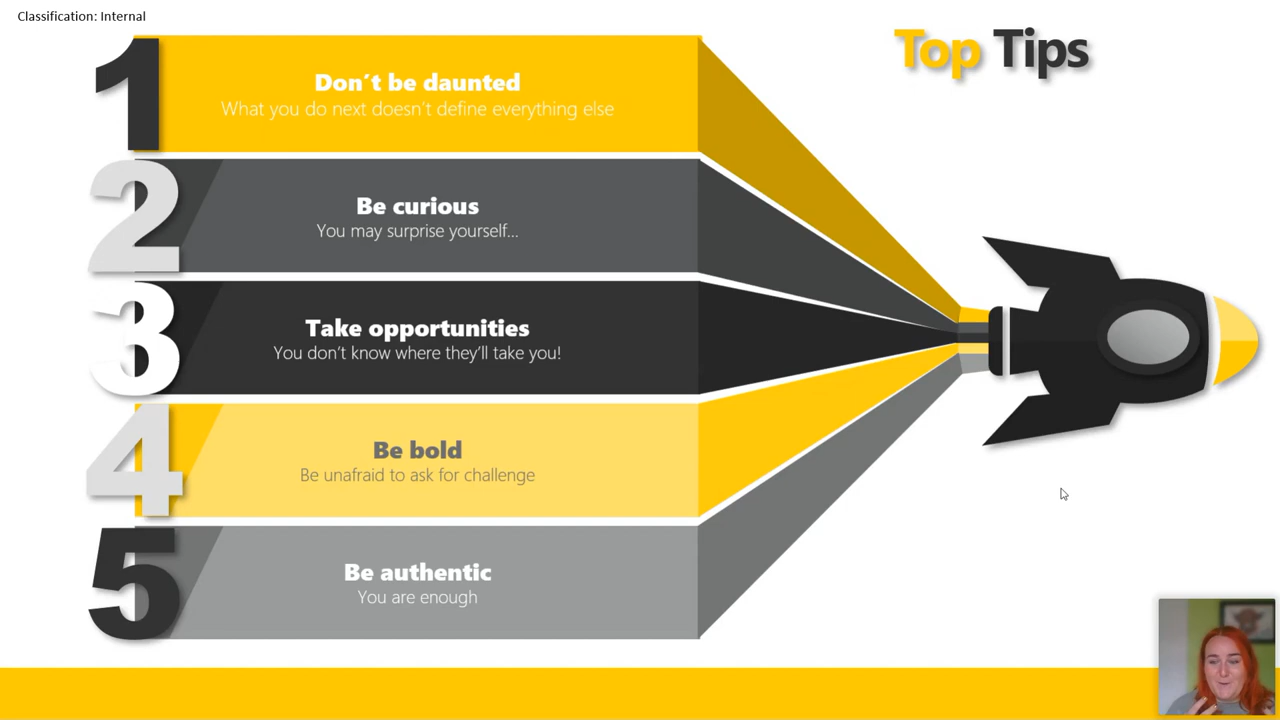 Classification: Internal
Top Tips
1
Don't be daunted
What you do next doesn't define everything else
2
Be curious
You may surprise yourself...
3
Take opportunities
You don't know where they'll take you!
4
Be bold
Be unafraid to ask for challenge
5
Be authentic
You are enough